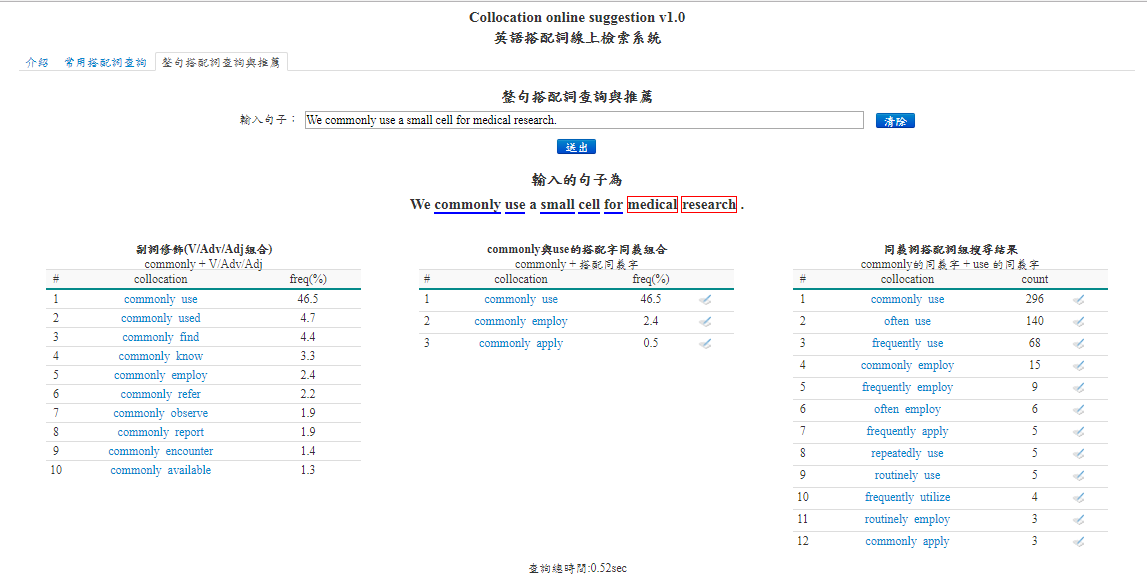 Collocation online suggestion v1.0
英語搭配詞線上檢索系統
介紹 常用搭配詞查詢 整句搭配詞查詢與推薦
整句搭配詞查詢與推薦
輸入句子： We commonly use a small cell for medical research. 清除
送出
輸入的句子為
We commonly use a small cell for medical research .
副詞修飾(V/Adv/Adj組合)
commonly + V/Adv/Adj
# collocation freq(%)
1 commonly use 46.5
2 commonly used 4.7
3 commonly find 4.4
4 commonly know 3.3
5 commonly employ 2.4
6 commonly refer 2.2
7 commonly observe 1.9
8 commonly report 1.9
9 commonly encounter 1.4
10 commonly available 1.3
commonly與use的搭配字同義組合
commonly + 搭配同義字
# collocation freq(%)
1 commonly use 46.5
2 commonly employ 2.4
3 commonly apply 0.5
同義詞搭配詞組搜尋結果
commonly的同義字 + use 的同義字
# collocation count
1 commonly use 296
2 often use 140
3 frequently use 68
4 commonly employ 15
5 frequently employ 9
6 often employ 6
7 frequently apply 5
8 repeatedly use 5
9 routinely use 5
10 frequently utilize 4
11 routinely employ 3
12 commonly apply 3
查詢總時間:0.52sec